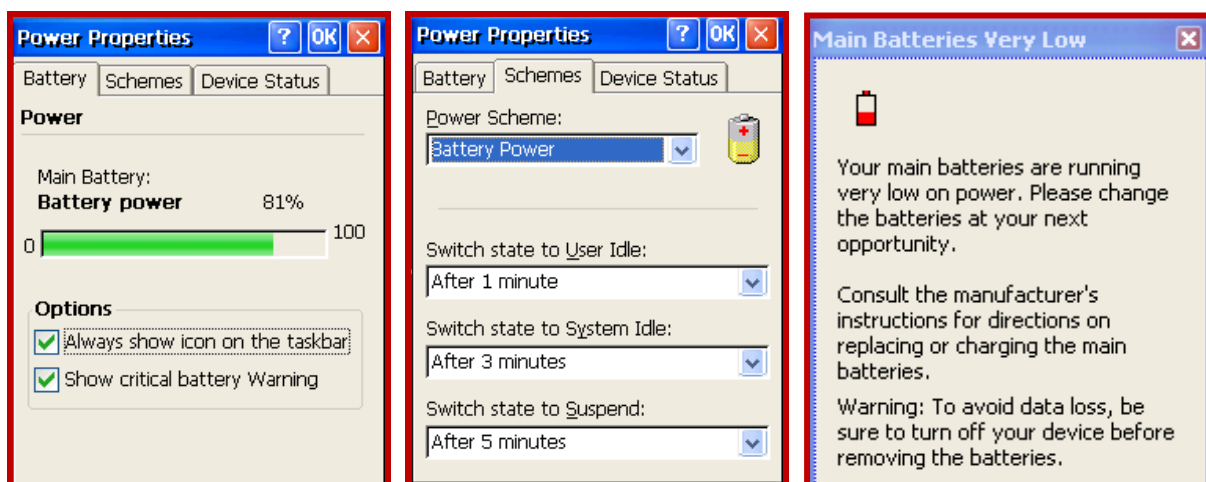 Power Properties ? OK
Battery Schemes Device Status
Power
Main Battery:
Battery power 81%
0 100
Options
Always show icon on the taskbar
Show critical battery Warning
Power Properties ? OK
Battery Schemes Device Status
Power Scheme:
Battery Power
Switch state to User Idle:
After 1 minute
Switch state to System Idle:
After 3 minutes
Switch state to Suspend:
After 5 minutes
Main Batteries Very Low
Your main batteries are running
very low on power. Please change
the batteries at your next
opportunity.
Consult the manufacturer's
instructions for directions on
replacing or charging the main
batteries.
Warning: To avoid data loss, be
sure to turn off your device before
removing the batteries.